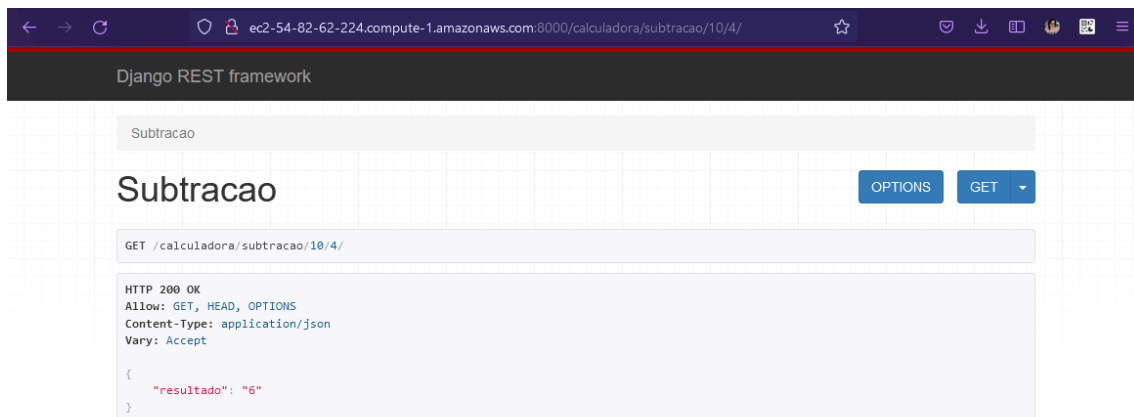 ec2-54-82-62-224.compute-1.amazonaws.com:8000/calculadora/subtracao/10/4/
Django REST framework
Subtracao
Subtracao
OPTIONS GET
GET /calculadora/subtracao/10/4/
HTTP 200 OK
Allow: GET, HEAD, OPTIONS
Content-Type: application/json
Vary: Accept
{
"resultado": "6"
}